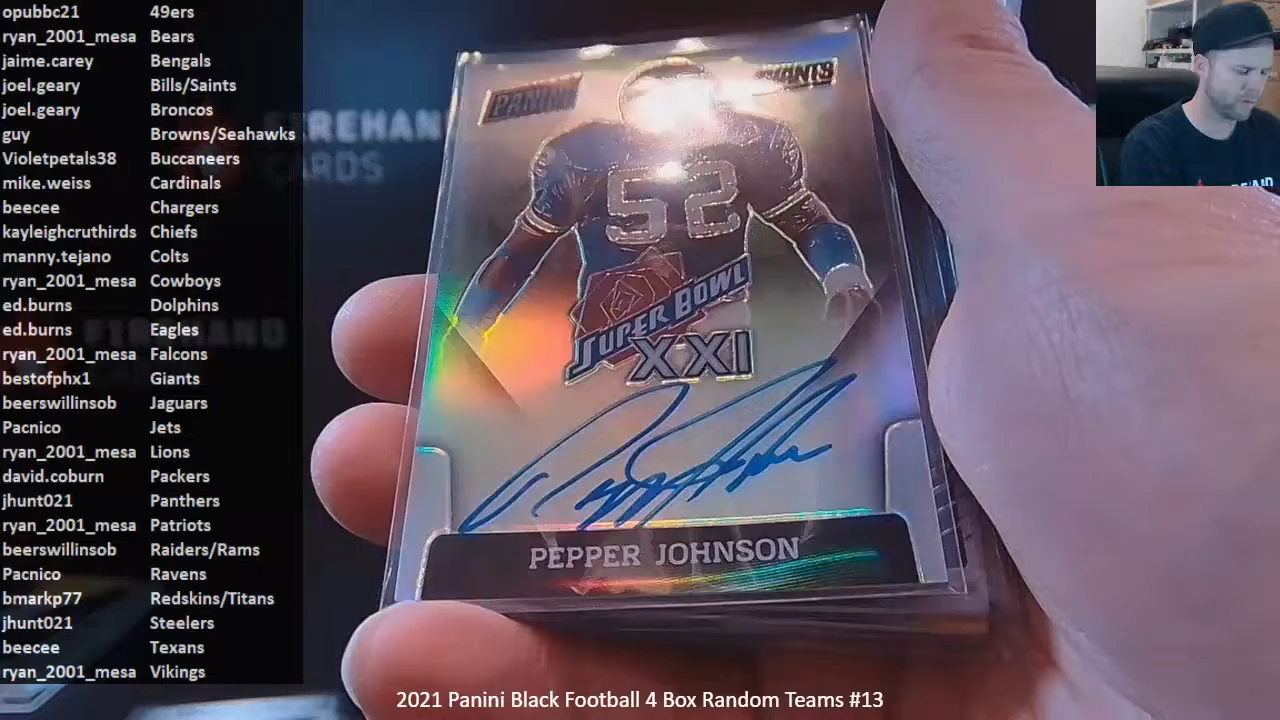 opubbc21 49ers
ryan_2001_mesa Bears
jaime.carey Bengals
joel.geary Bills/Saints
joel.geary Broncos
guy Browns/Seahawks
Violetpetals38 Buccaneers
mike.weiss Cardinals
beecee Chargers
kayleighcruthirds Chiefs
manny.tejano Colts
ryan_2001_mesa Cowboys
ed.burns Dolphins
ed.burns Eagles
ryan_2001_mesa Falcons
bestofphx1 Giants
beerswillinsob Jaguars
Pacnico Jets
ryan_2001_mesa Lions
david.coburn Packers
jhunt021 Panthers
ryan_2001_mesa Patriots
beerswillinsob Raiders/Rams
Pacnico Ravens
bmarkp77 Redskins/Titans
jhunt021 Steelers
beecee Texans
ryan_2001_mesa Vikings
CARDS
PANINI
GIANTS
52
SUPER BOWL
XXI
PEPPER JOHNSON
2021 Panini Black Football 4 Box Random Teams #13